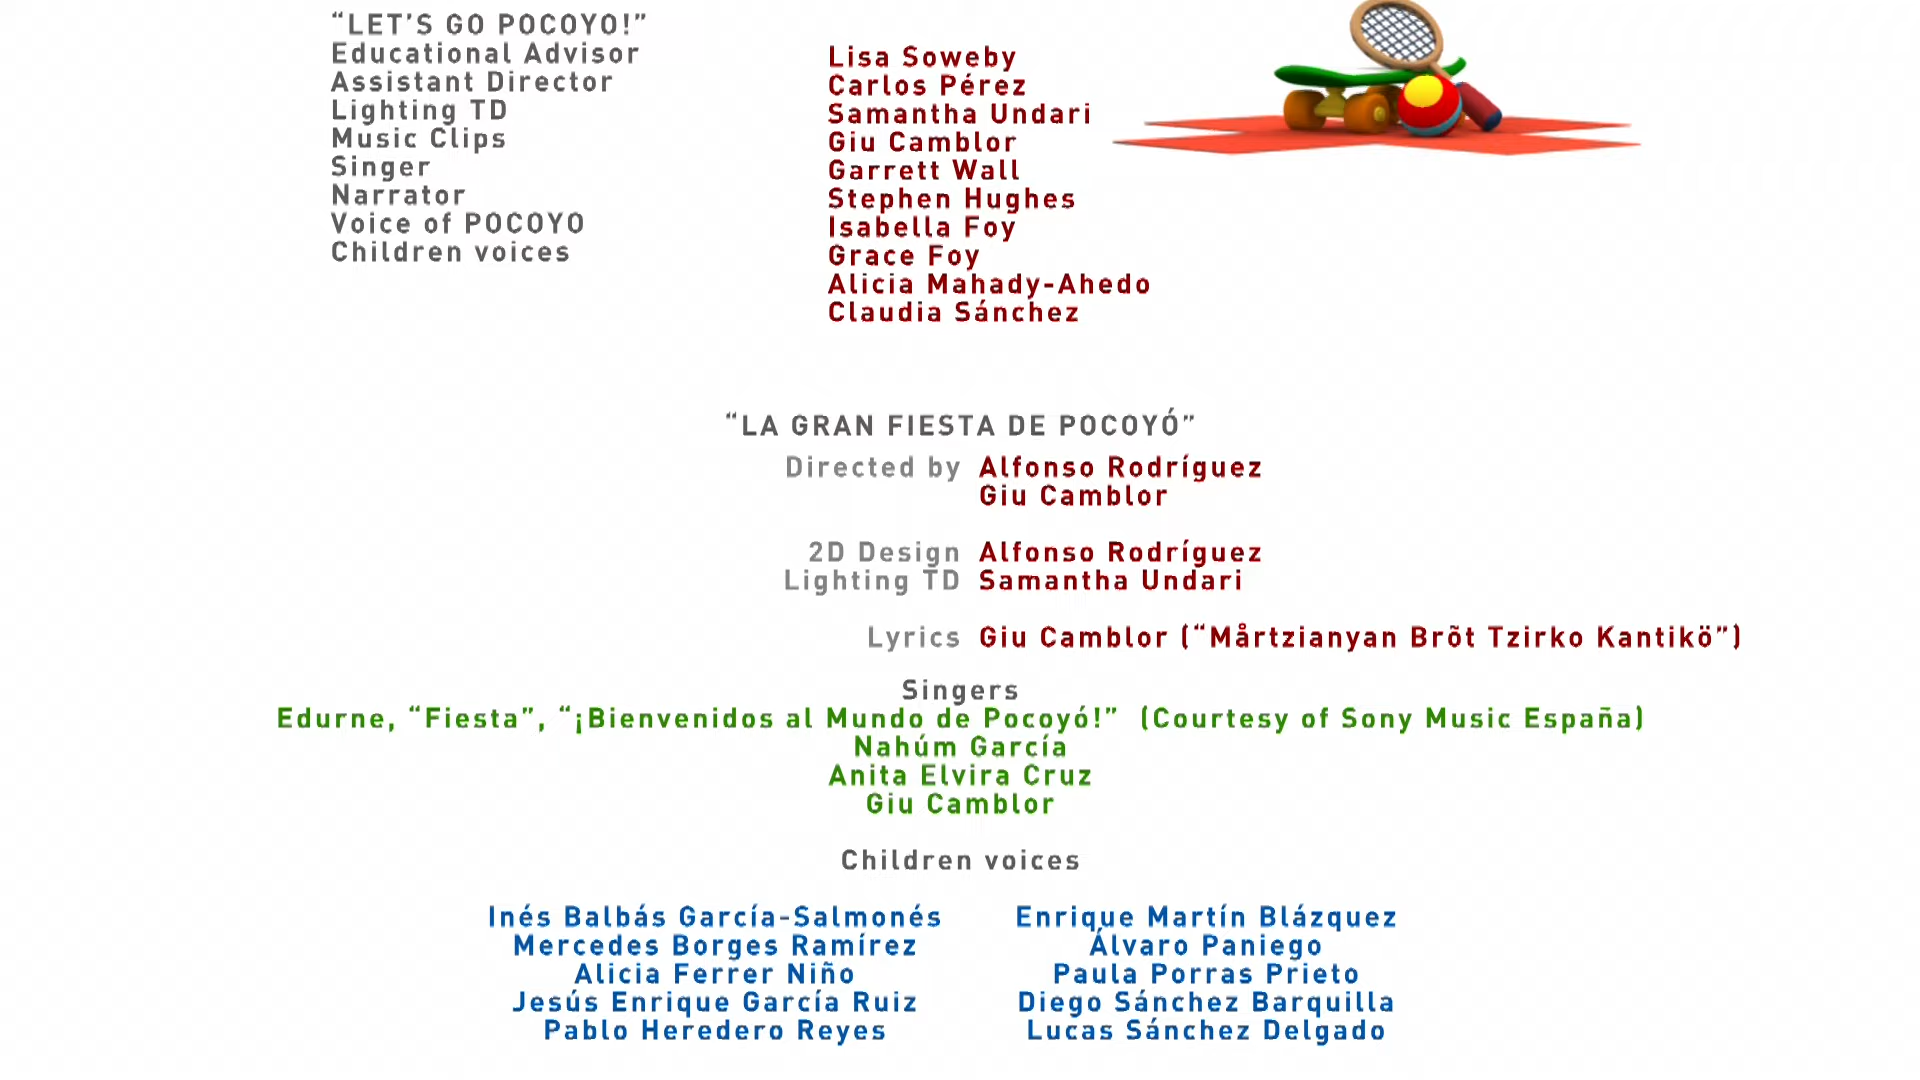 “LET’S GO POCOYO!”
Educational Advisor Lisa Soweby
Assistant Director Carlos Pérez
Lighting TD Samantha Undari
Music Clips Giu Camblor
Singer Garrett Wall
Narrator Stephen Hughes
Voice of POCOYO Isabella Foy
Children voices Grace Foy
Alicia Mahady-Ahedo
Claudia Sánchez
“LA GRAN FIESTA DE POCOYÓ”
Directed by Alfonso Rodríguez
Giu Camblor
2D Design Alfonso Rodríguez
Lighting TD Samantha Undari
Lyrics Giu Camblor (“Mårtzianyan Brõt Tzirko Kantikö”)
Singers
Edurne, “Fiesta”, “¡Bienvenidos al Mundo de Pocoyó!” (Courtesy of Sony Music España)
Nahúm García
Anita Elvira Cruz
Giu Camblor
Children voices
Inés Balbás García-Salmonés Enrique Martín Blázquez
Mercedes Borges Ramírez Álvaro Paniego
Alicia Ferrer Niño Paula Porras Prieto
Jesús Enrique García Ruiz Diego Sánchez Barquilla
Pablo Heredero Reyes Lucas Sánchez Delgado